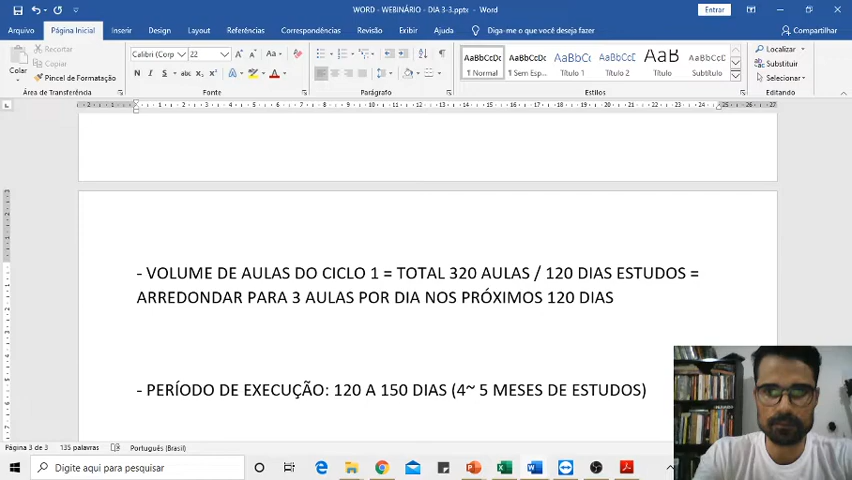 WORD - WEBINÁRIO - DIA 3-3.pptx - Word
Entrar
Arquivo Página Inicial Inserir Design Layout Referências Correspondências Revisão Exibir Ajuda Diga-me o que você deseja fazer Compartilhar
Colar
Recortar
Copiar
Pincel de Formatação
Área de Transferência
Calibri (Corp 22
N I S abc
Fonte
Parágrafo
AaBbCcDc AaBbCcDc AaBbCc AaBbCcD AaB AaBbCcD
¶ Normal ¶ Sem Esp... Título 1 Título 2 Título Subtítulo
Estilos
Localizar
Substituir
Selecionar
Editando
- VOLUME DE AULAS DO CICLO 1 = TOTAL 320 AULAS / 120 DIAS ESTUDOS =
ARREDONDAR PARA 3 AULAS POR DIA NOS PRÓXIMOS 120 DIAS
- PERÍODO DE EXECUÇÃO: 120 A 150 DIAS (4~ 5 MESES DE ESTUDOS)
Página 3 de 3 135 palavras Português (Brasil)
Digite aqui para pesquisar